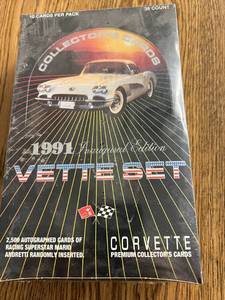 10 CARDS PER PACK
36 COUNT
COLLECTOR'S CARDS
1991 Inaugural Edition
VETTE SET
2,500 AUTOGRAPHED CARDS OF
RACING SUPERSTAR MARIO
ANDRETTI RANDOMLY INSERTED.
CORVETTE
PREMIUM COLLECTOR'S CARDS